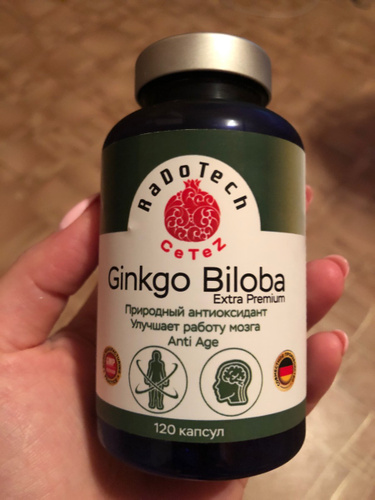 RaDoTech
CeTeZ
Ginkgo Biloba
Extra Premium
Природный антиоксидант
Улучшает работу мозга
Anti Age
120 капсул